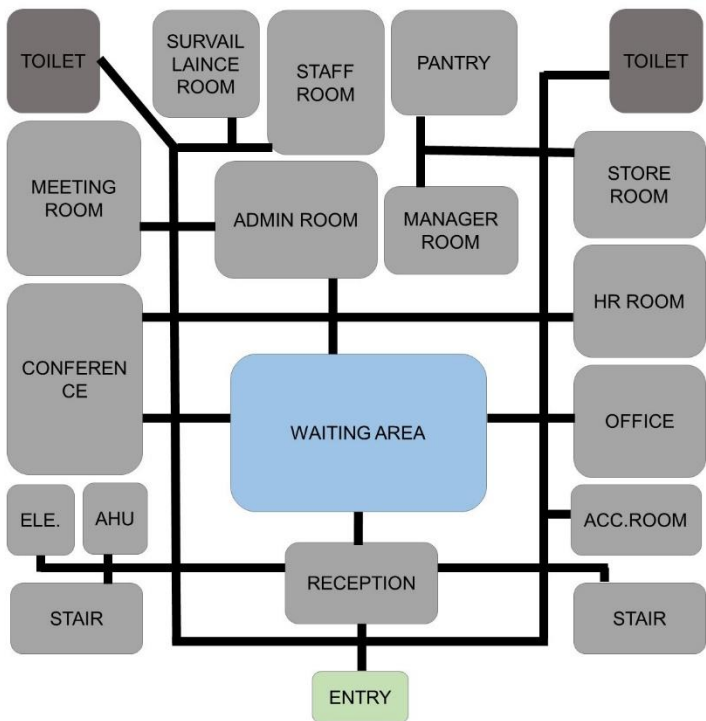 TOILET
SURVAIL
LAINCE
ROOM
STAFF
ROOM
PANTRY
TOILET
MEETING
ROOM
ADMIN ROOM
MANAGER
ROOM
STORE
ROOM
HR ROOM
CONFEREN
CE
WAITING AREA
OFFICE
ELE.
AHU
ACC.ROOM
RECEPTION
STAIR
STAIR
ENTRY